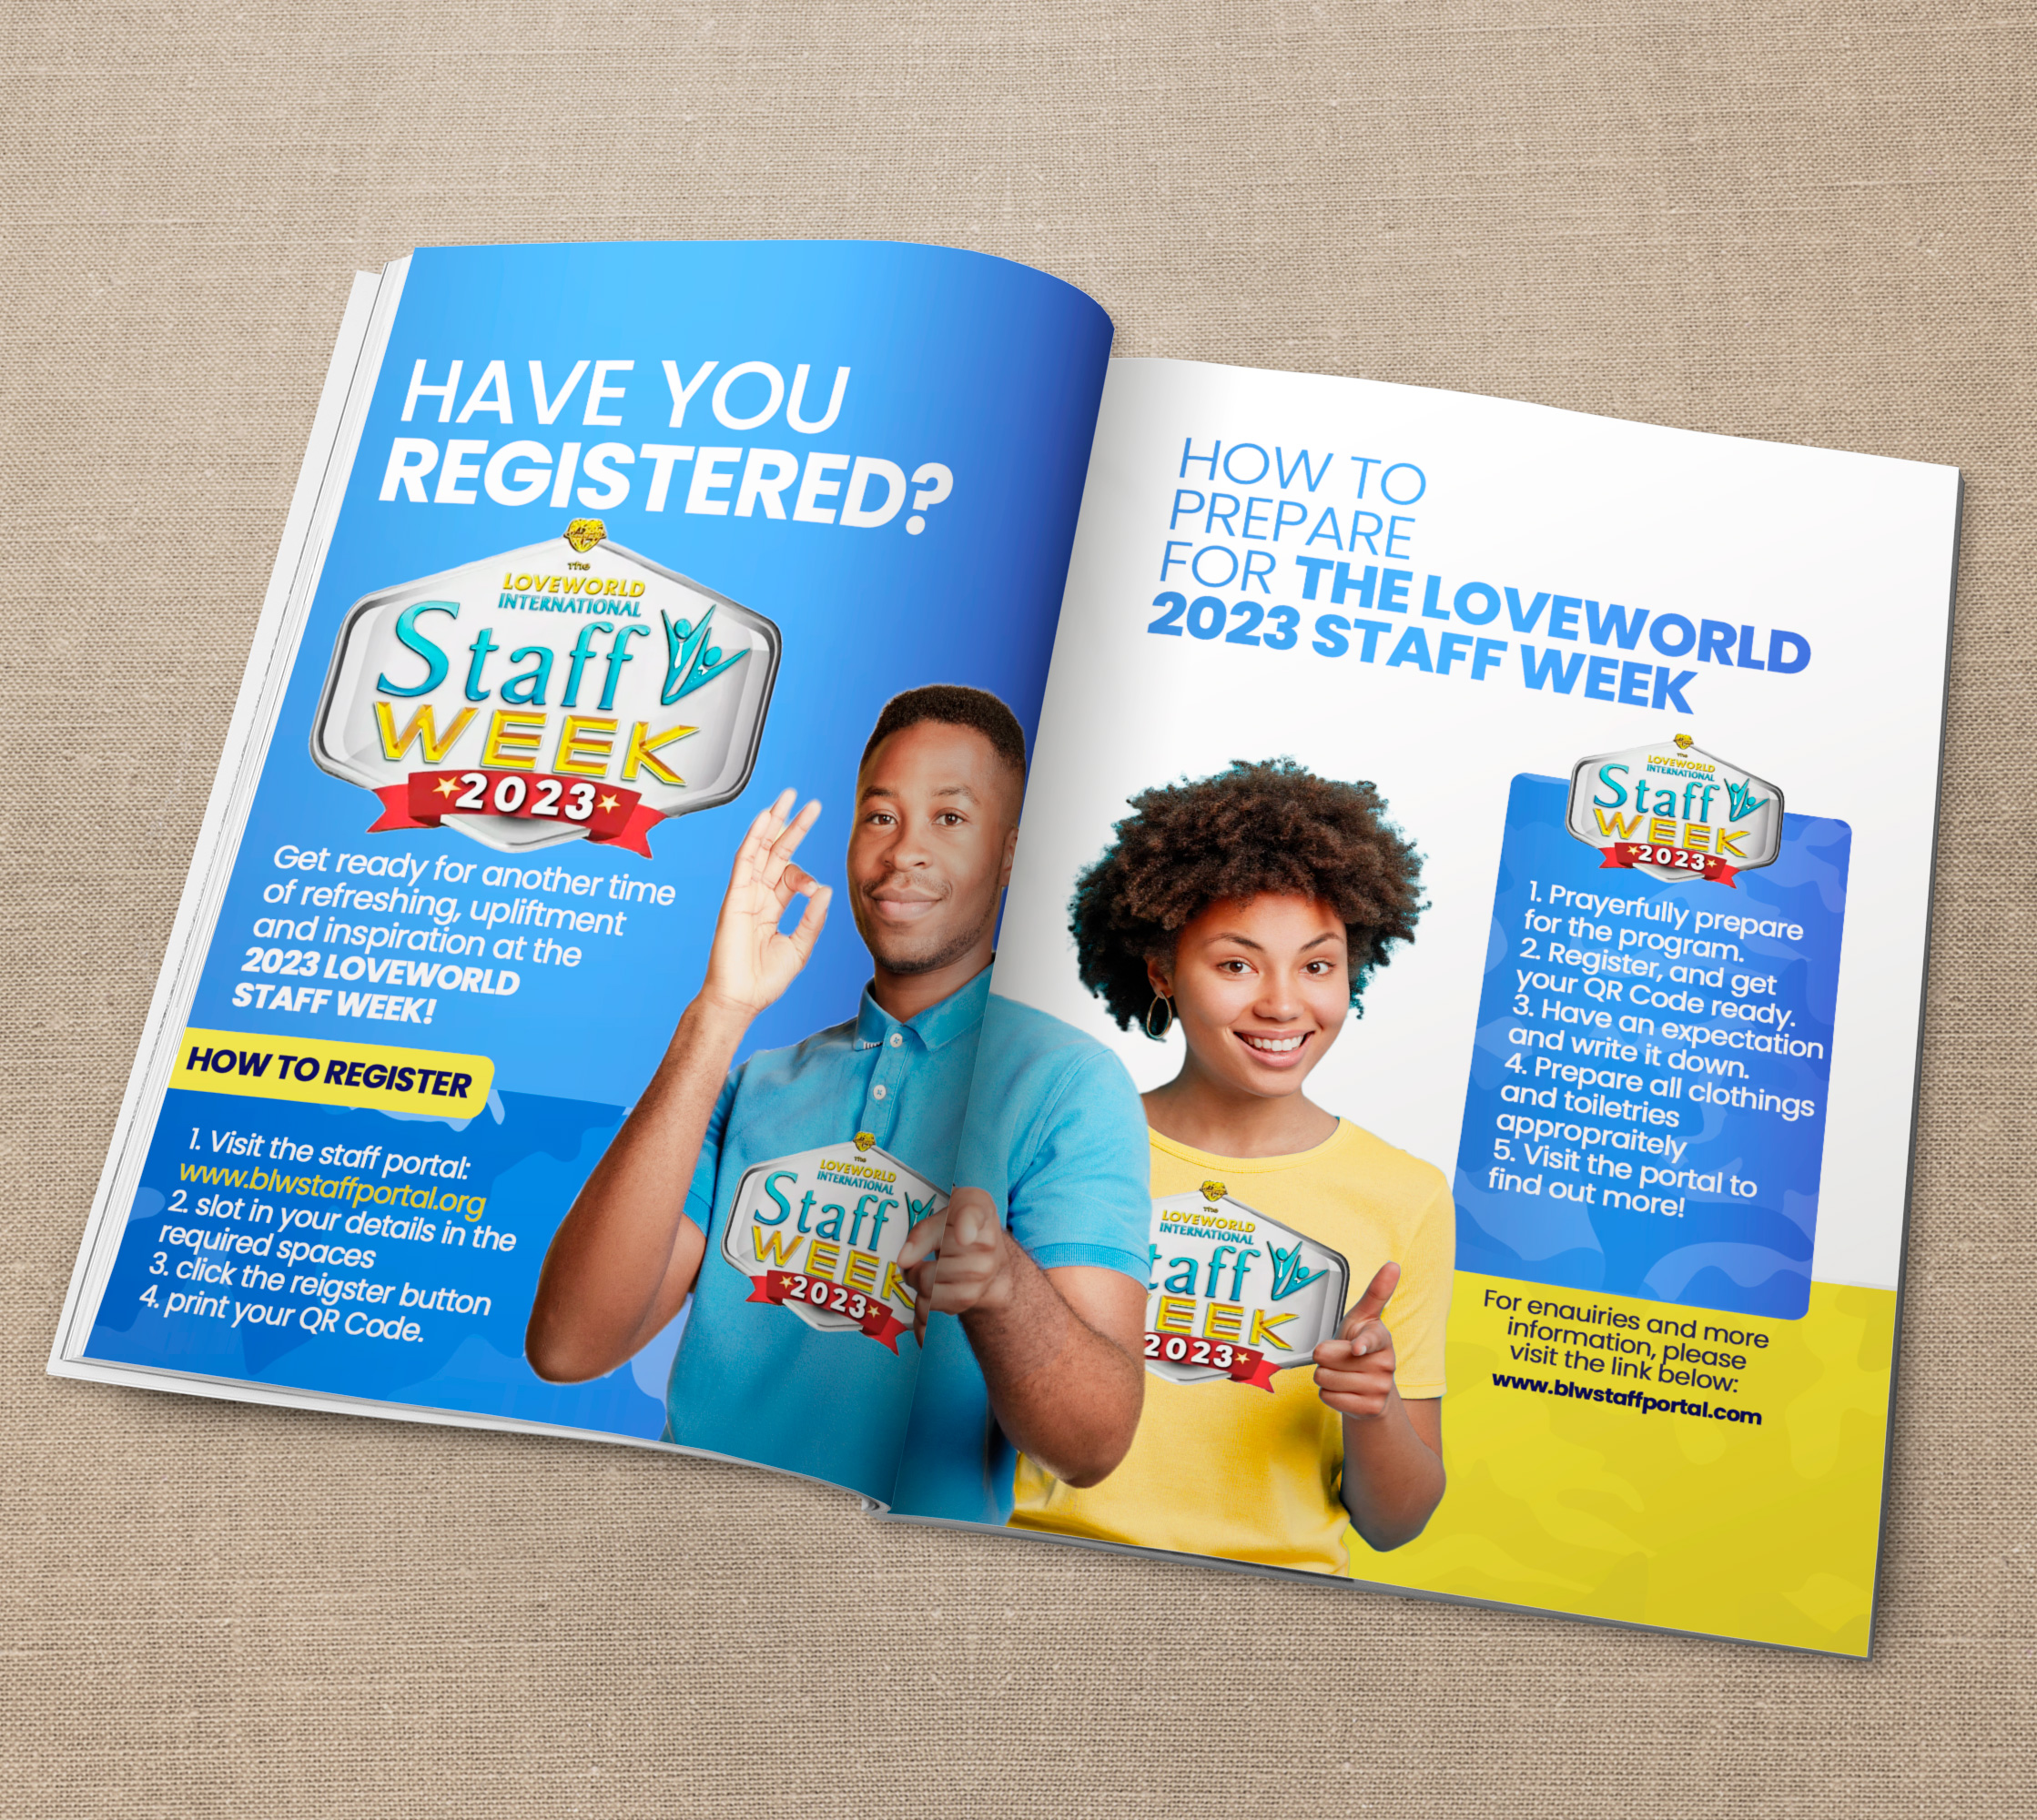 HAVE YOU
REGISTERED?
The
LOVEWORLD
INTERNATIONAL
Staff
WEEK
2023
Get ready for another time
of refreshing, upliftment
and inspiration at the
2023 LOVEWORLD
STAFF WEEK!
HOW TO REGISTER
1. Visit the staff portal:
www.blwstaffportal.org
2. slot in your details in the
required spaces
3. click the reigster button
4. print your QR Code.
The
LOVEWORLD
INTERNATIONAL
Staff
WEEK
2023
HOW TO
PREPARE
FOR THE LOVEWORLD
2023 STAFF WEEK
The
LOVEWORLD
INTERNATIONAL
Staff
WEEK
2023
1. Prayerfully prepare
for the program.
2. Register, and get
your QR Code ready.
3. Have an expectation
and write it down.
4. Prepare all clothings
and toiletries
appropraitely
5. Visit the portal to
find out more!
The
LOVEWORLD
INTERNATIONAL
taff
EEK
2023
For enquiries and more
information, please
visit the link below:
www.blwstaffportal.com